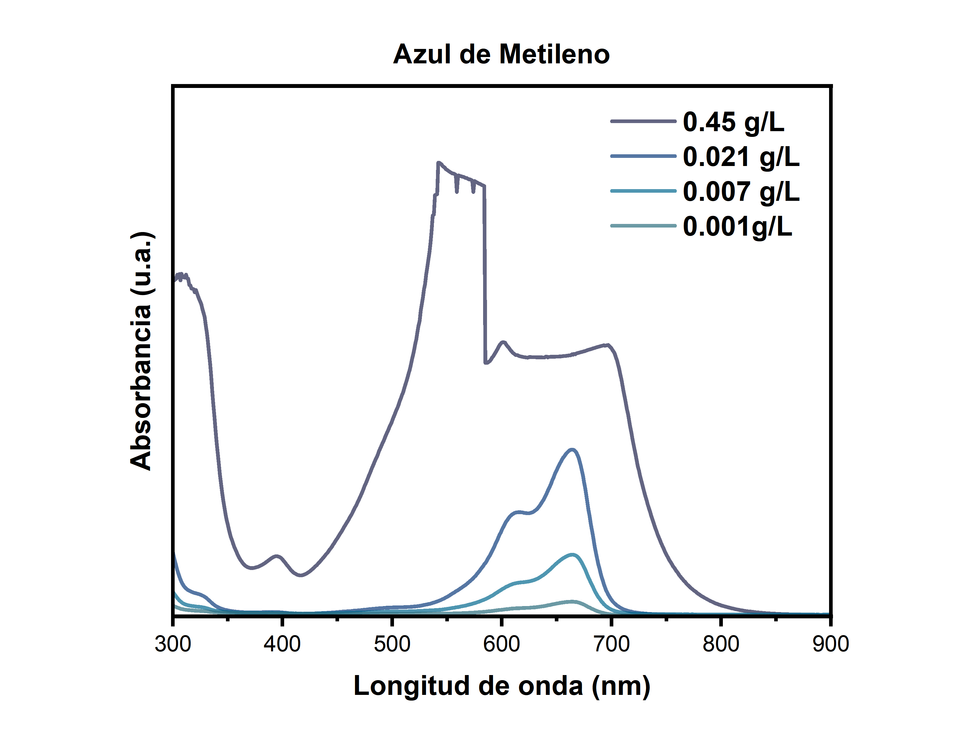 Azul de Metileno
0.45 g/L
0.021 g/L
0.007 g/L
0.001g/L
Absorbancia (u.a.)
300 400 500 600 700 800 900
Longitud de onda (nm)